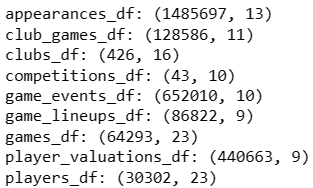 appearances_df: (1485697, 13)
club_games_df: (128586, 11)
clubs_df: (426, 16)
competitions_df: (43, 10)
game_events_df: (652010, 10)
game_lineups_df: (86822, 9)
games_df: (64293, 23)
player_valuations_df: (440663, 9)
players_df: (30302, 23)